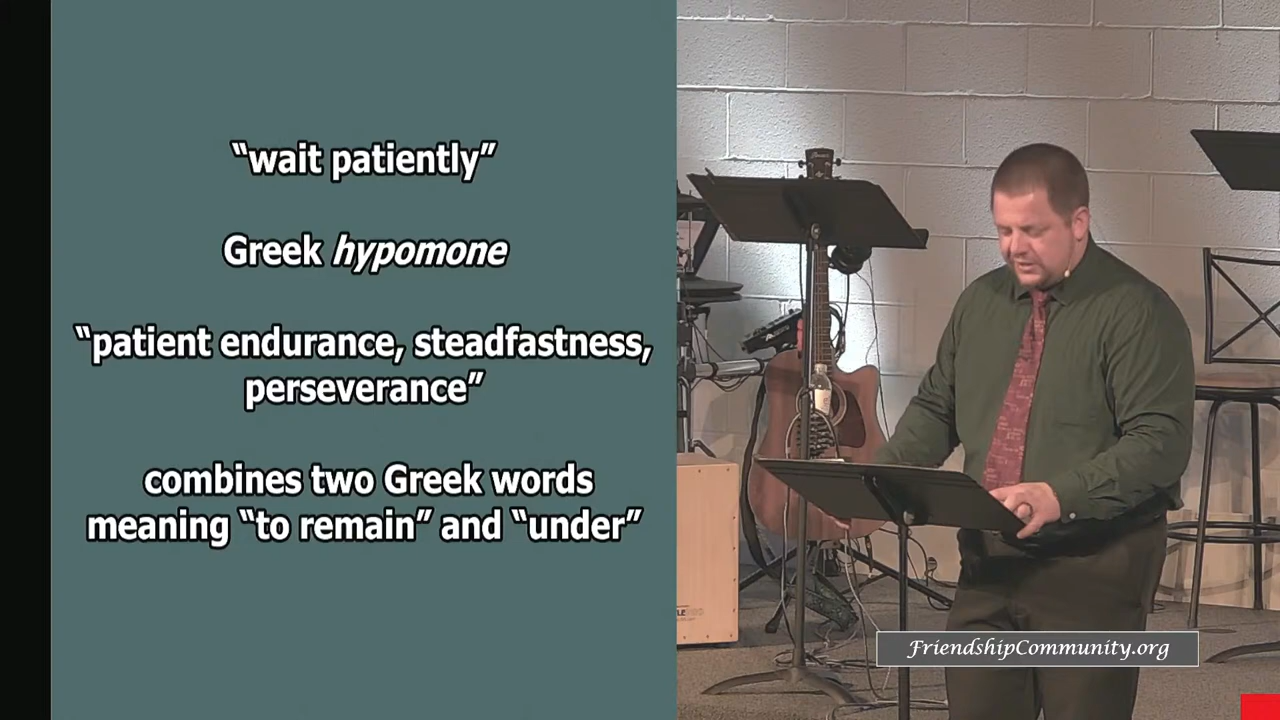 “wait patiently”
Greek hypomone
“patient endurance, steadfastness,
perseverance”
combines two Greek words
meaning “to remain” and “under”
FriendshipCommunity.org